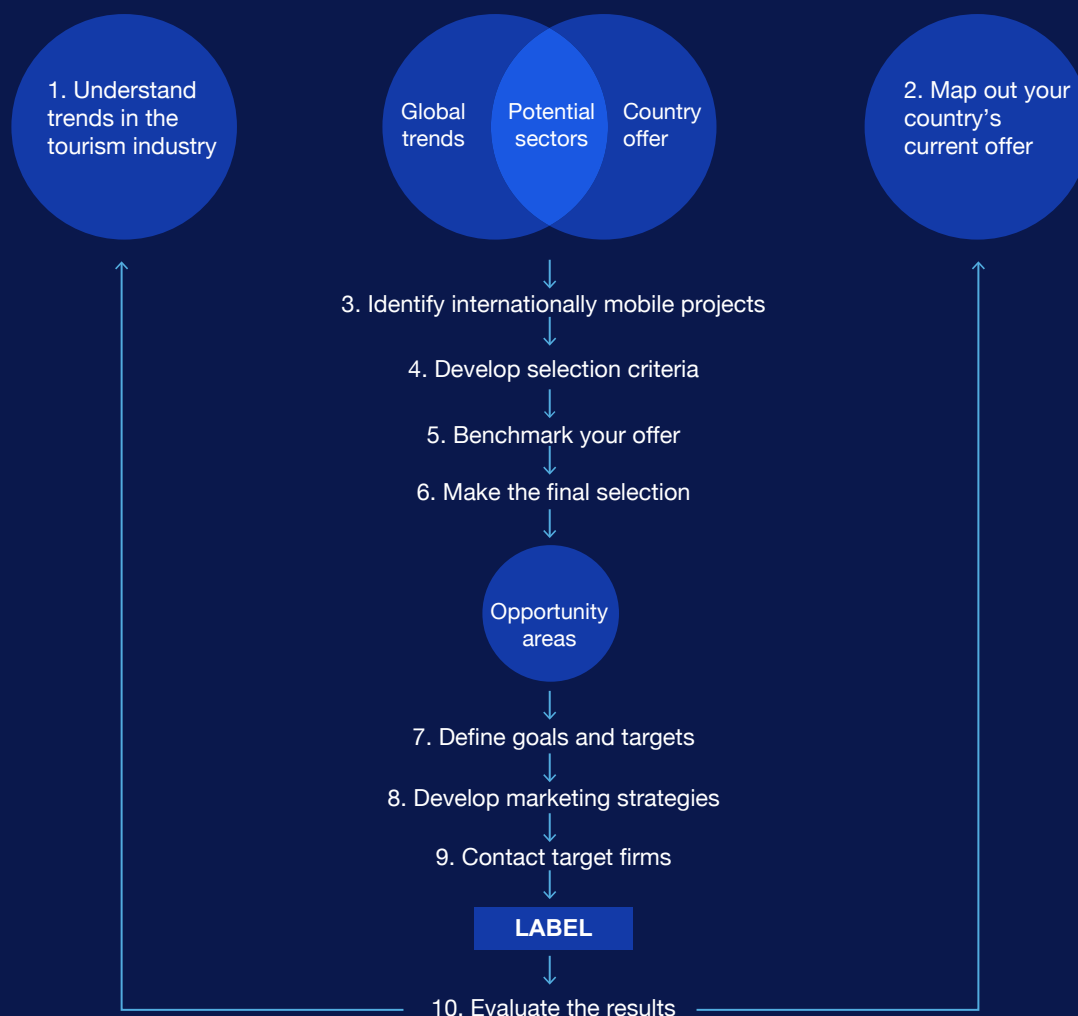 1. Understand
trends in the
tourism industry
Global
trends
Potential
sectors
Country
offer
2. Map out your
country's
current offer
3. Identify internationally mobile projects
4. Develop selection criteria
5. Benchmark your offer
6. Make the final selection
Opportunity
areas
7. Define goals and targets
8. Develop marketing strategies
9. Contact target firms
LABEL
10. Evaluate the results